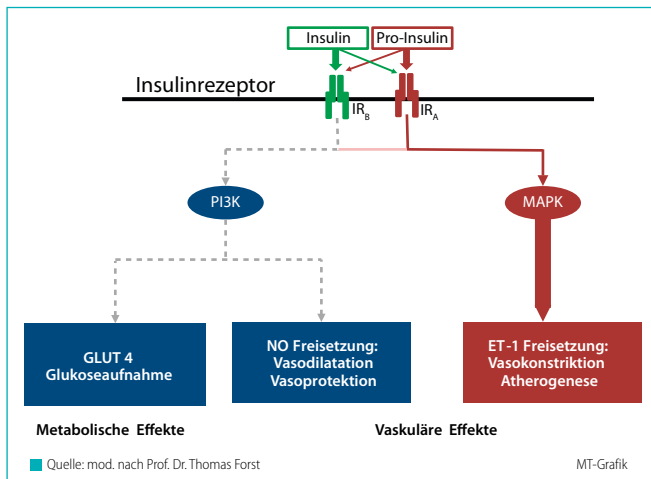 Insulin
Pro-Insulin
Insulinrezeptor
IRB
IRA
PI3K
MAPK
GLUT 4
Glukoseaufnahme
NO Freisetzung:
Vasodilatation
Vasoprotektion
ET-1 Freisetzung:
Vasokonstriktion
Atherogenese
Metabolische Effekte
Vaskuläre Effekte
Quelle: mod. nach Prof. Dr. Thomas Forst
MT-Grafik